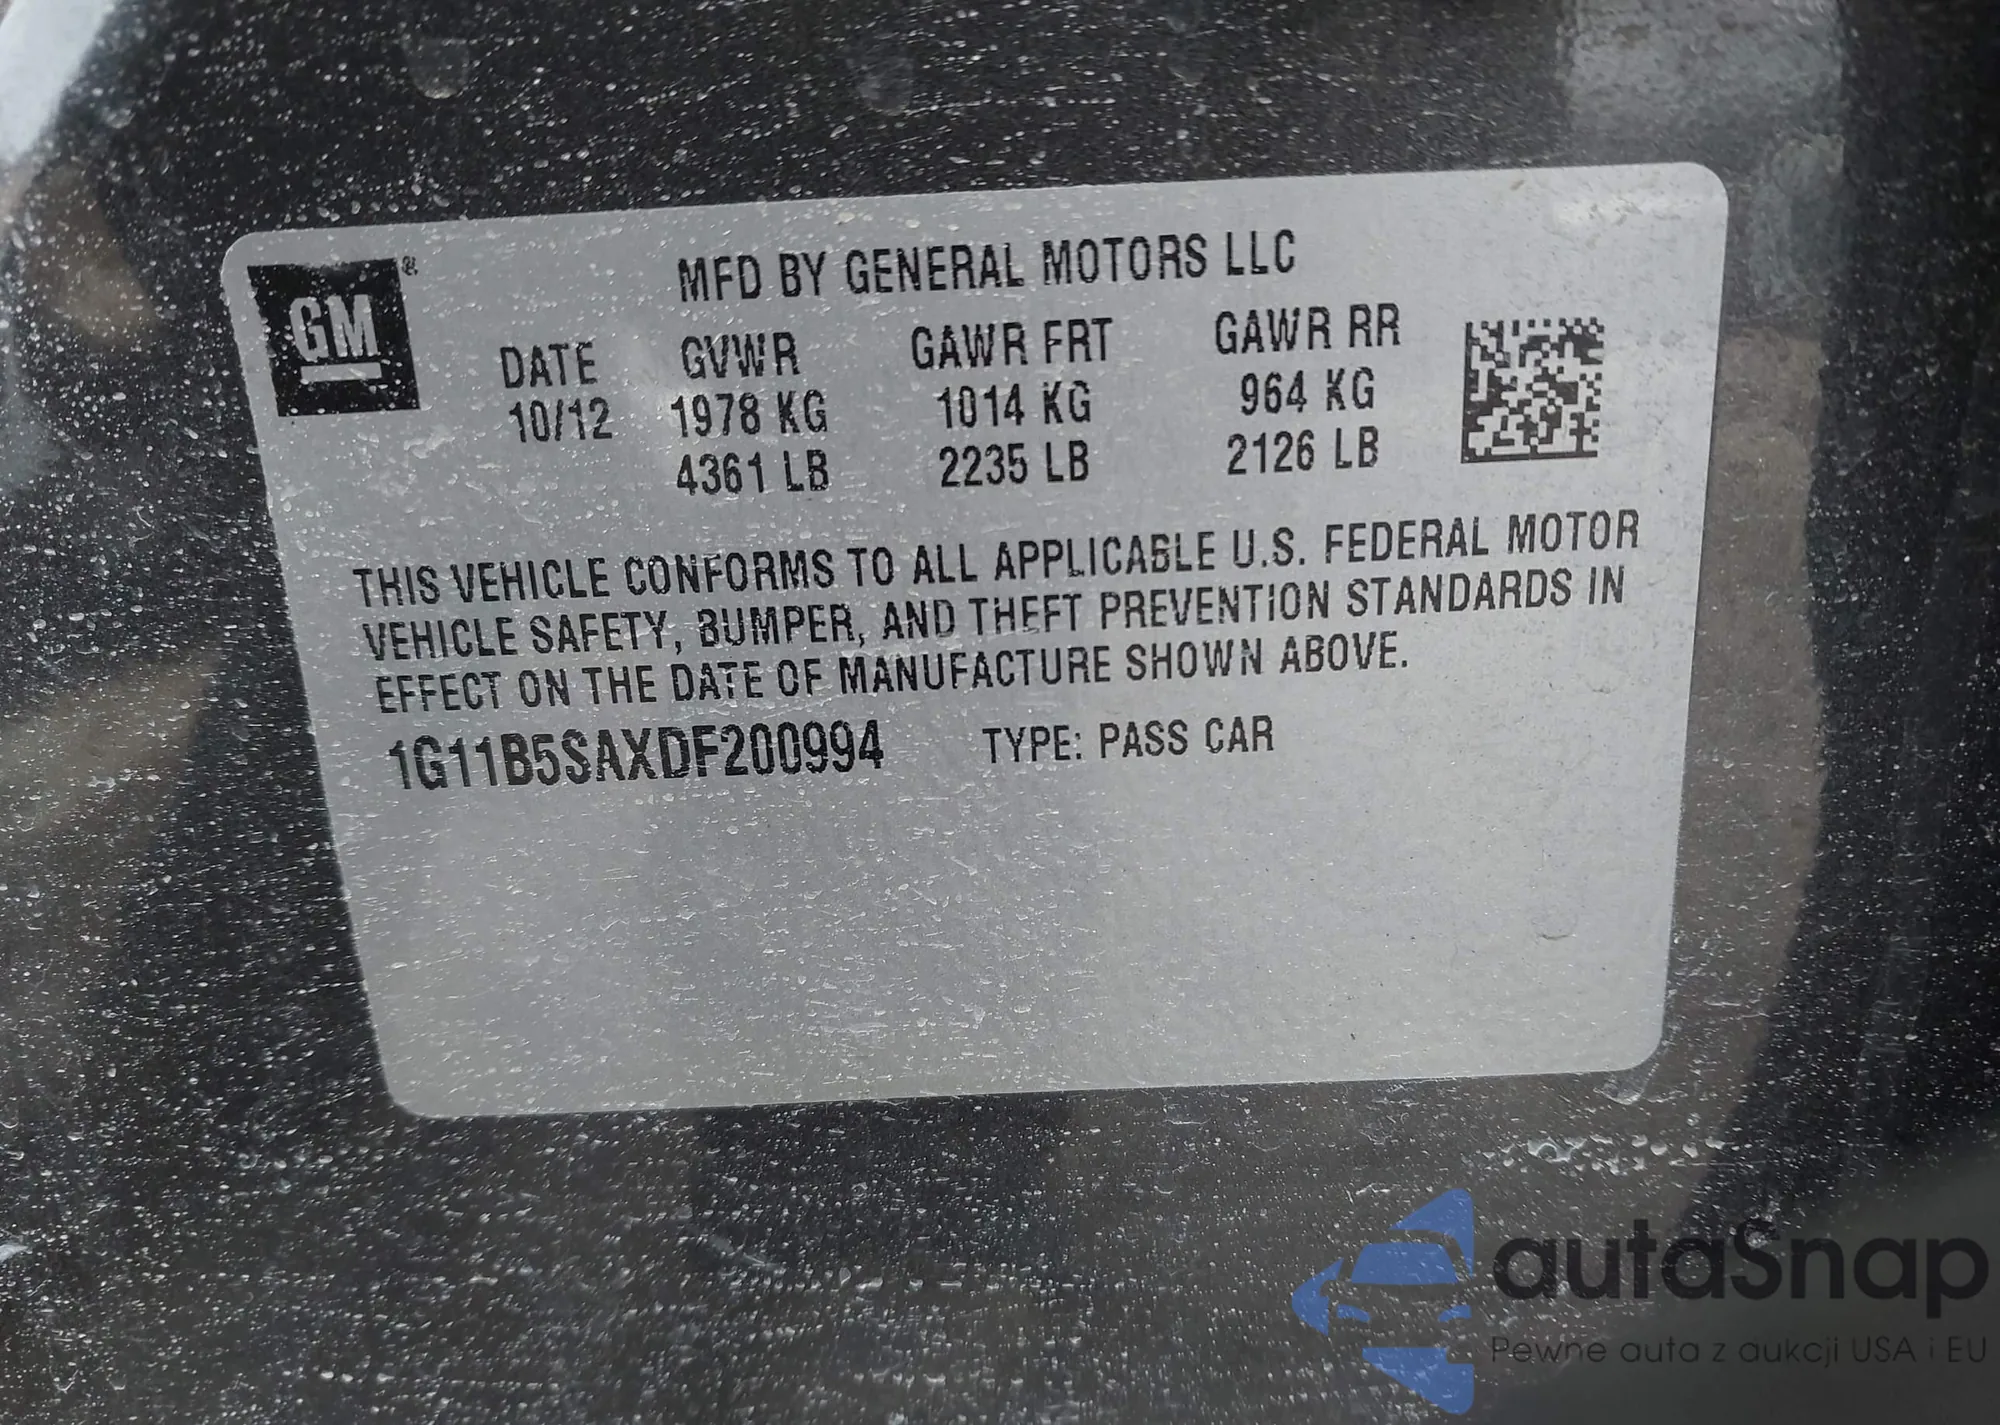 GM®
MFD BY GENERAL MOTORS LLC
DATE GVWR GAWR FRT GAWR RR
10/12 1978 KG 1014 KG 964 KG
4361 LB 2235 LB 2126 LB
THIS VEHICLE CONFORMS TO ALL APPLICABLE U.S. FEDERAL MOTOR
VEHICLE SAFETY, BUMPER, AND THEFT PREVENTION STANDARDS IN
EFFECT ON THE DATE OF MANUFACTURE SHOWN ABOVE.
1G11B5SAXDF200994 TYPE: PASS CAR
autaSnap
Pewne auta z aukcji USA i EU